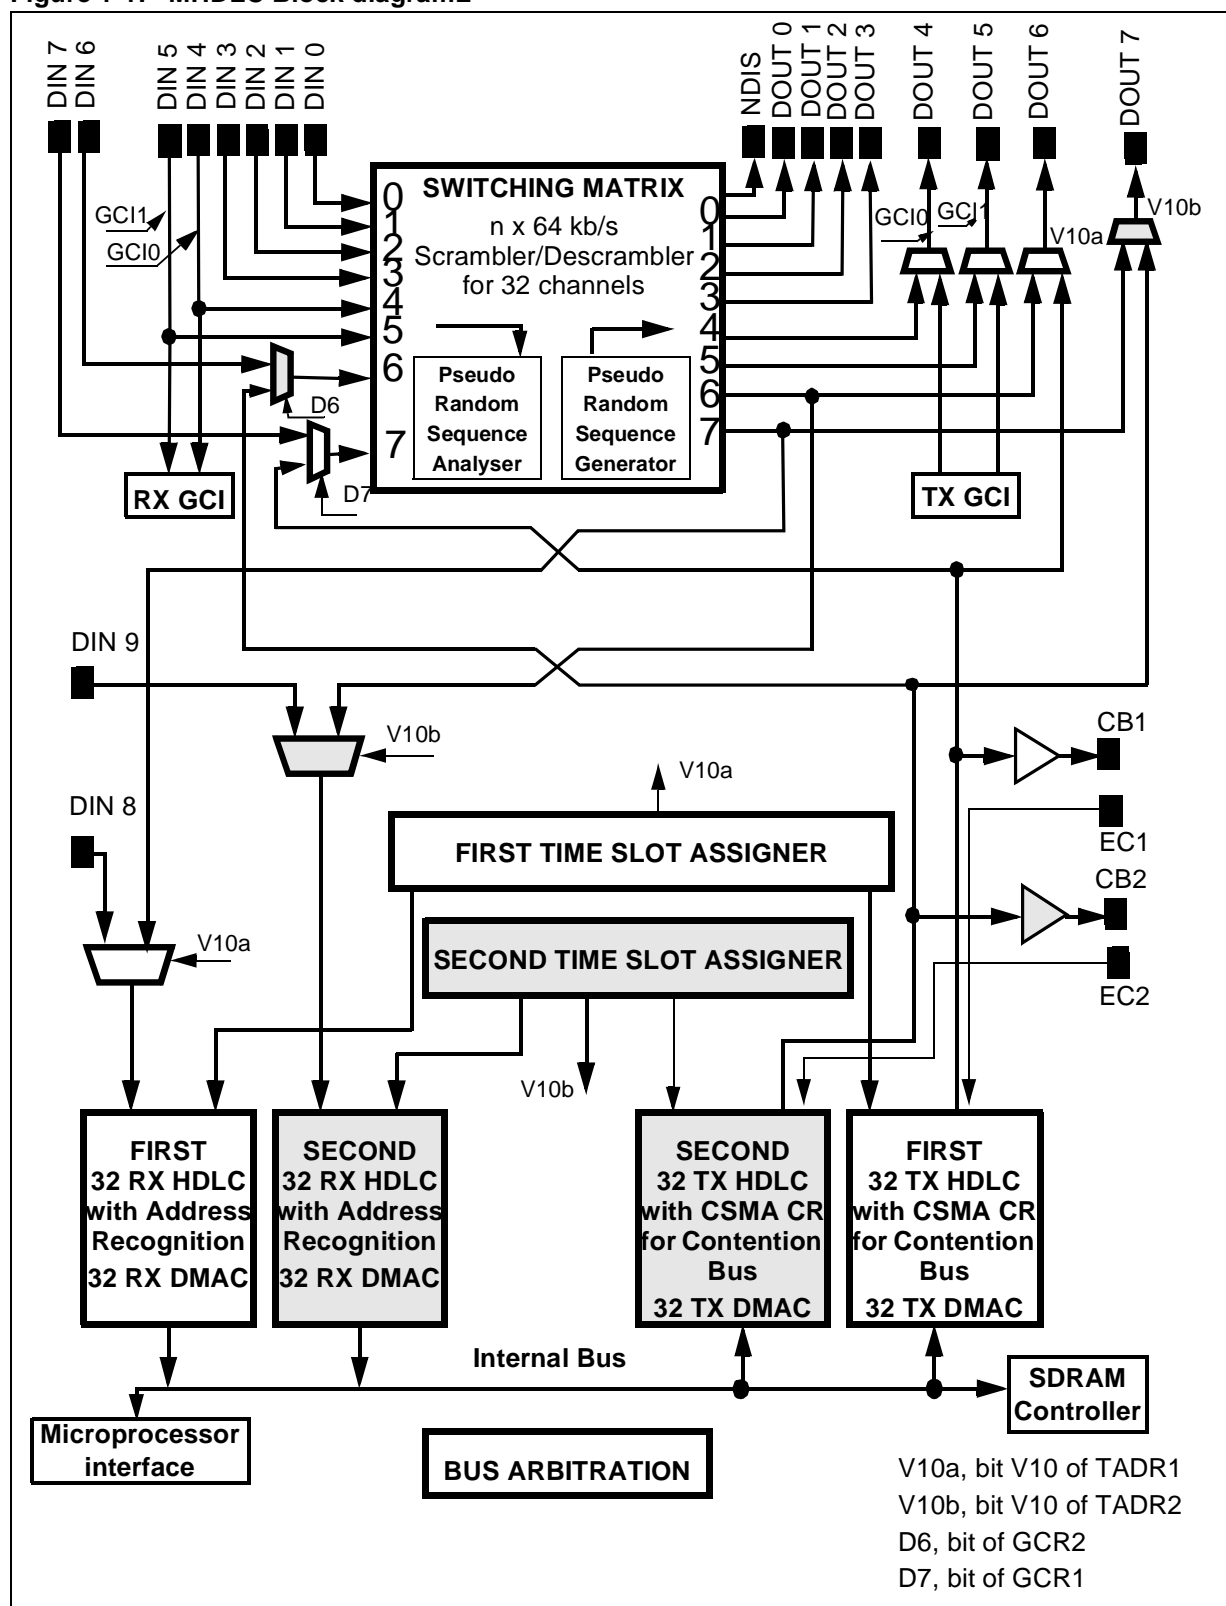 DIN 7
DIN 6
DIN 5
DIN 4
DIN 3
DIN 2
DIN 1
DIN 0
NDIS
DOUT 0
DOUT 1
DOUT 2
DOUT 3
DOUT 4
DOUT 5
DOUT 6
DOUT 7
GCI1
GCI0
0
1
2
3
4
5
6
7
SWITCHING MATRIX
n x 64 kb/s
Scrambler/Descrambler
for 32 channels
Pseudo
Random
Sequence
Analyser
Pseudo
Random
Sequence
Generator
0
1
2
3
4
5
6
7
GCI0
GCI1
V10a
V10b
D6
D7
RX GCI
TX GCI
DIN 9
V10b
CB1
V10a
DIN 8
EC1
FIRST TIME SLOT ASSIGNER
CB2
V10a
SECOND TIME SLOT ASSIGNER
EC2
V10b
FIRST
32 RX HDLC
with Address
Recognition
32 RX DMAC
SECOND
32 RX HDLC
with Address
Recognition
32 RX DMAC
SECOND
32 TX HDLC
with CSMA CR
for Contention
Bus
32 TX DMAC
FIRST
32 TX HDLC
with CSMA CR
for Contention
Bus
32 TX DMAC
Internal Bus
SDRAM
Controller
Microprocessor
interface
BUS ARBITRATION
V10a, bit V10 of TADR1
V10b, bit V10 of TADR2
D6, bit of GCR2
D7, bit of GCR1